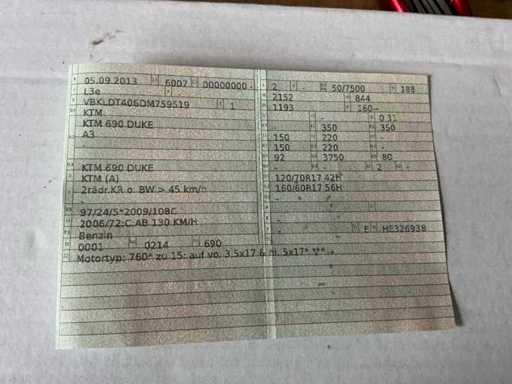 05.09.2013 6007 00000000 -
L3e -
VBKLDT406DM759519 1
KTM
KTM 690 DUKE
A3
KTM 690 DUKE
KTM (A)
2rädr.KR o. BW > 45 km/h
-
97/24/5*2009/108C
2006/72;C:AB 130 KM/H
Benzin
0001 0214 690
Motortyp: 760* zu 15: auf vo. 3.5x17 & hi. 5x17* ***
2 - 50/7500 188
2152 844
1193 160-
- - 0.31
- 350 350
150 220 -
150 220 -
92 3750 80
- 2 -
120/70R17
160/60R17 56H
-
-
- E HE326938